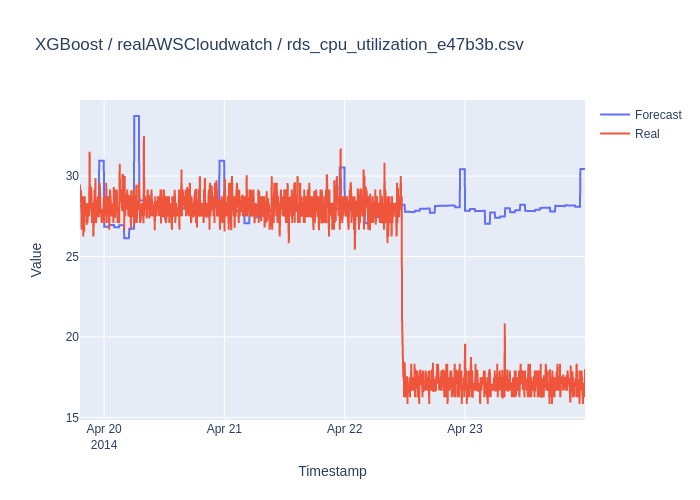 XGBoost / realAWSCloudwatch / rds_cpu_utilization_e47b3b.csv
Forecast
Real
30
25
20
15
Value
Apr 20
2014
Apr 21
Apr 22
Apr 23
Timestamp